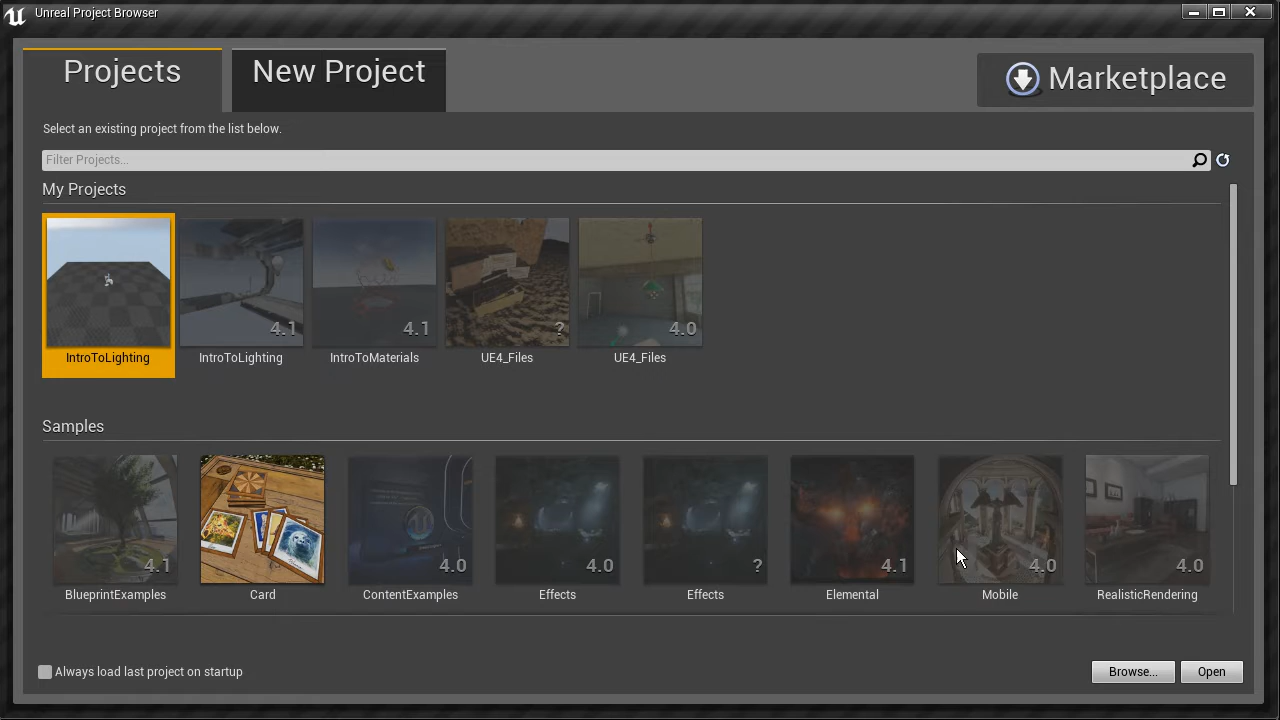 Unreal Project Browser
Projects
New Project
Marketplace
Select an existing project from the list below.
Filter Projects...
My Projects
4.1
4.1
?
4.0
IntroToLighting
IntroToLighting
IntroToMaterials
UE4_Files
UE4_Files
Samples
4.1
4.0
4.0
?
4.1
4.0
4.0
BlueprintExamples
Card
ContentExamples
Effects
Effects
Elemental
Mobile
RealisticRendering
Always load last project on startup
Browse...
Open